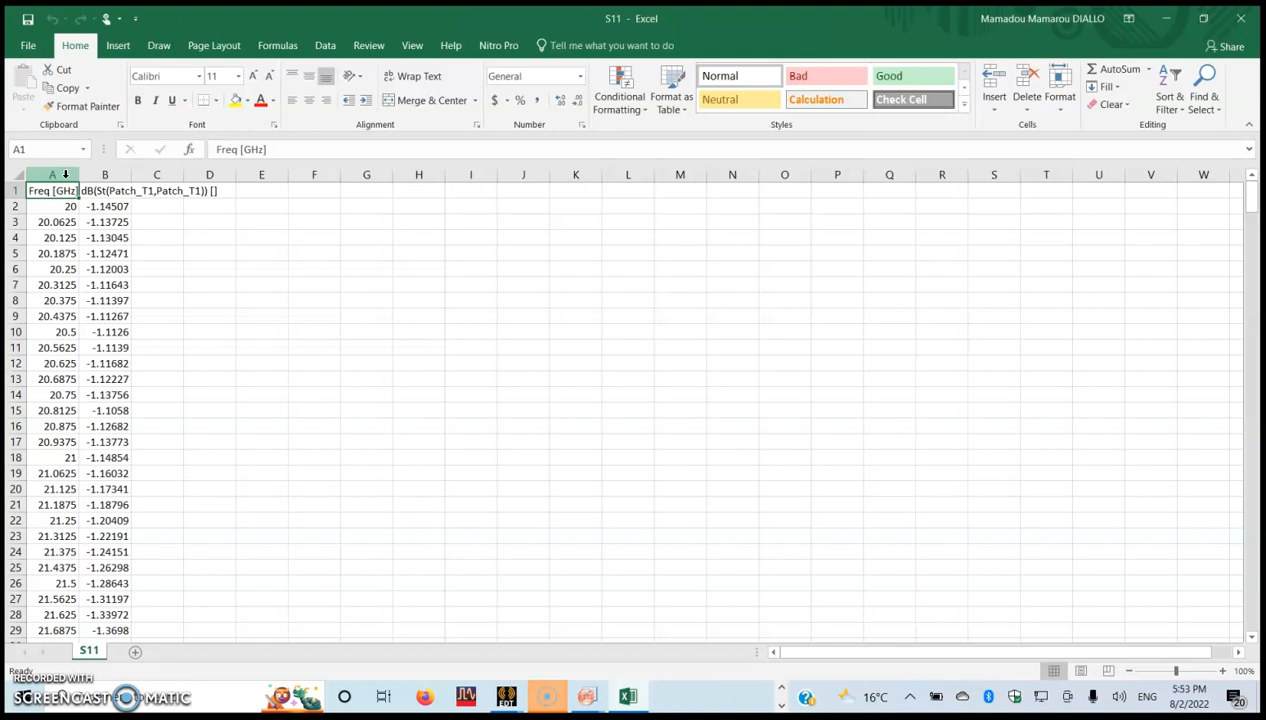 S11 - Excel
Mamadou Mamarou DIALLO
File Home Insert Draw Page Layout Formulas Data Review View Help Nitro Pro Tell me what you want to do Share
Paste
Cut
Copy
Format Painter
Clipboard
Calibri 11
B I U
Font
Wrap Text
Merge & Center
Alignment
General
$ % ,
Number
Conditional Formatting
Format as Table
Normal Bad Good
Neutral Calculation Check Cell
Styles
Insert Delete Format
Cells
AutoSum
Fill
Clear
Sort & Filter
Find & Select
Editing
A1 fx Freq [GHz]
A B C D E F G H I J K L M N O P Q R S T U V W
1 Freq [GHz] dB(St(Patch_T1,Patch_T1)) []
2 20 -1.14507
3 20.0625 -1.13725
4 20.125 -1.13045
5 20.1875 -1.12471
6 20.25 -1.12003
7 20.3125 -1.11643
8 20.375 -1.11397
9 20.4375 -1.11267
10 20.5 -1.1126
11 20.5625 -1.1139
12 20.625 -1.11682
13 20.6875 -1.12227
14 20.75 -1.13756
15 20.8125 -1.1058
16 20.875 -1.12682
17 20.9375 -1.13773
18 21 -1.14854
19 21.0625 -1.16032
20 21.125 -1.17341
21 21.1875 -1.18796
22 21.25 -1.20409
23 21.3125 -1.22191
24 21.375 -1.24151
25 21.4375 -1.26298
26 21.5 -1.28643
27 21.5625 -1.31197
28 21.625 -1.33972
29 21.6875 -1.3698
S11
Ready
100%
RECORDED WITH
SCREENCAST MATIC
EDT
16°C
ENG
5:53 PM
8/2/2022
20